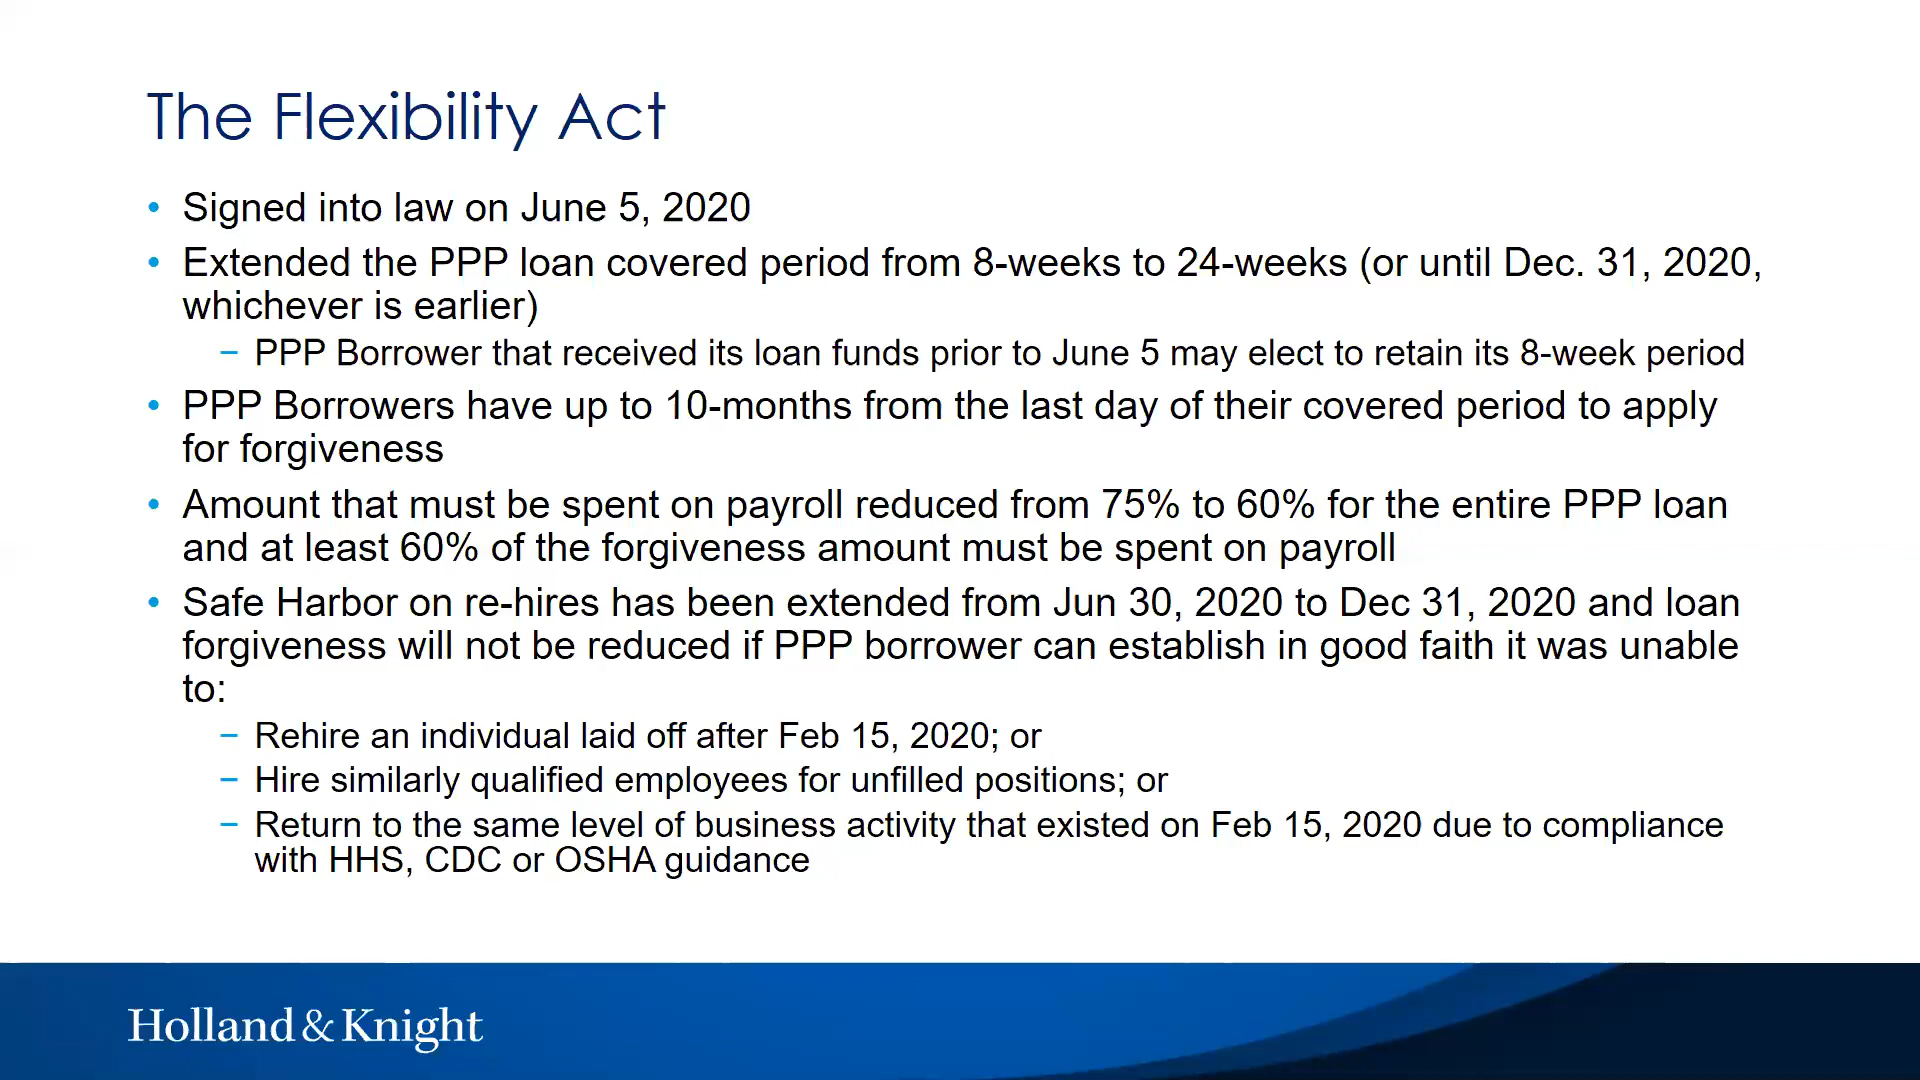 The Flexibility Act
• Signed into law on June 5, 2020
• Extended the PPP loan covered period from 8-weeks to 24-weeks (or until Dec. 31, 2020,
whichever is earlier)
− PPP Borrower that received its loan funds prior to June 5 may elect to retain its 8-week period
• PPP Borrowers have up to 10-months from the last day of their covered period to apply
for forgiveness
• Amount that must be spent on payroll reduced from 75% to 60% for the entire PPP loan
and at least 60% of the forgiveness amount must be spent on payroll
• Safe Harbor on re-hires has been extended from Jun 30, 2020 to Dec 31, 2020 and loan
forgiveness will not be reduced if PPP borrower can establish in good faith it was unable
to:
− Rehire an individual laid off after Feb 15, 2020; or
− Hire similarly qualified employees for unfilled positions; or
− Return to the same level of business activity that existed on Feb 15, 2020 due to compliance
with HHS, CDC or OSHA guidance
Holland & Knight